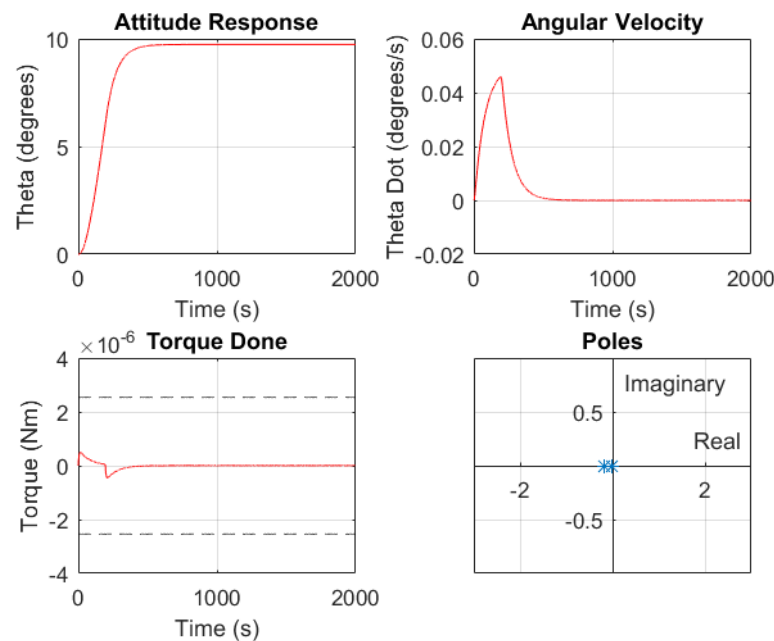 Attitude Response
10
5
0
Theta (degrees)
0
1000
2000
Time (s)
Angular Velocity
0.06
0.04
0.02
0
-0.02
Theta Dot (degrees/s)
0
1000
2000
Time (s)
×10⁻⁶ Torque Done
4
2
0
-2
-4
Torque (Nm)
0
1000
2000
Time (s)
Poles
Imaginary
0.5
Real
-2
2
-0.5